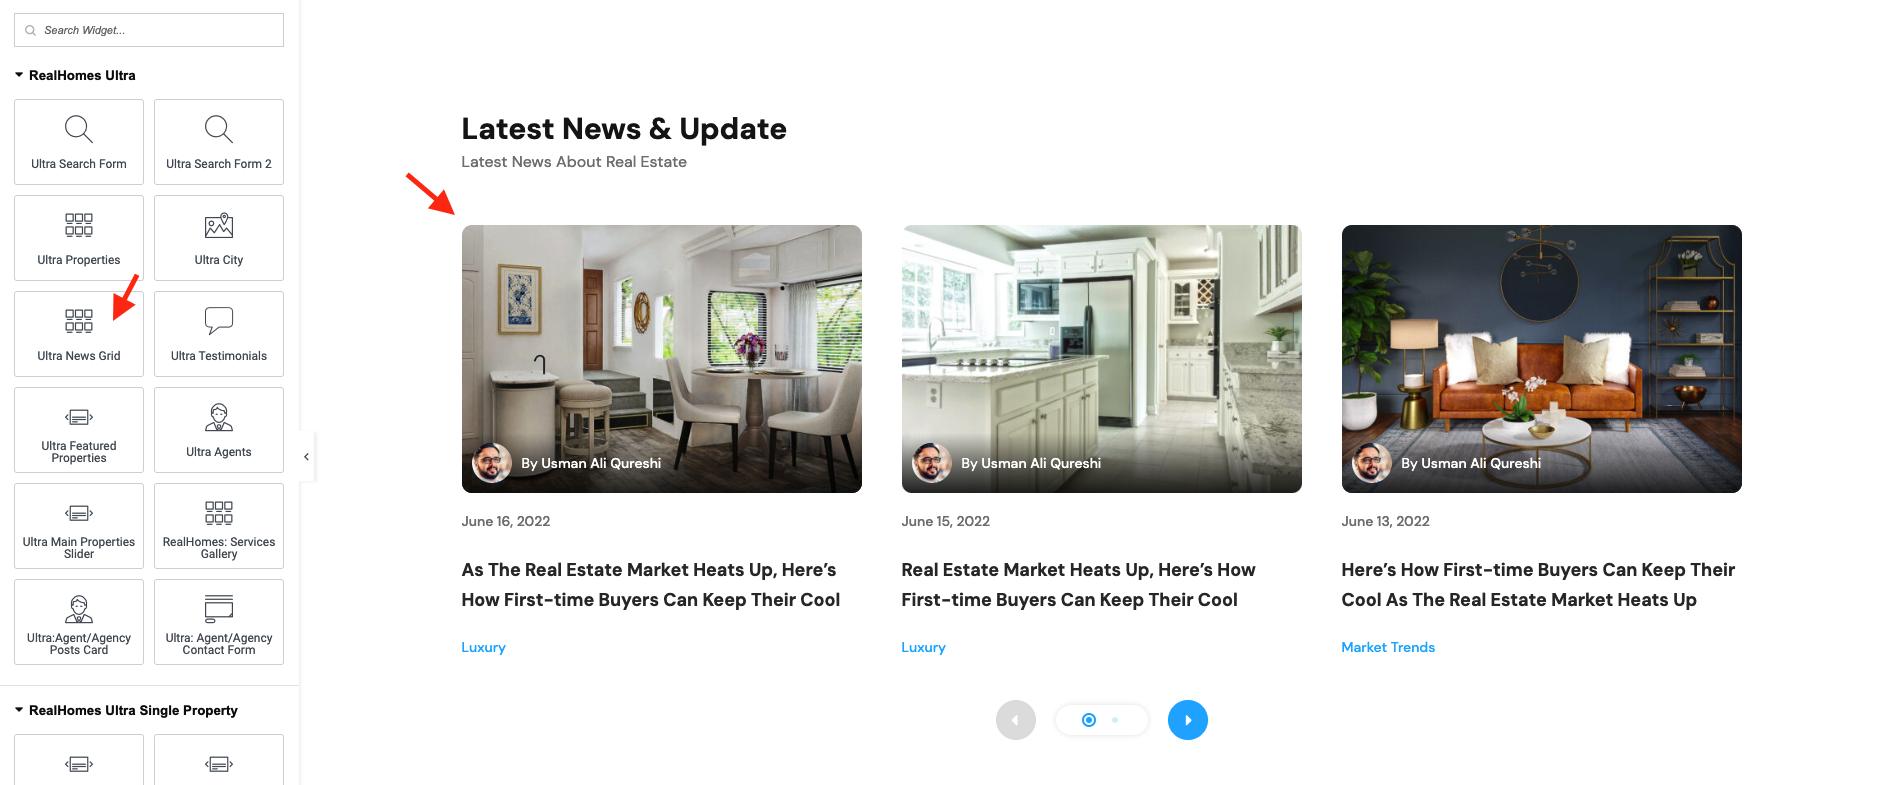 Search Widget...
RealHomes Ultra
Ultra Search Form
Ultra Search Form 2
Ultra Properties
Ultra City
Ultra News Grid
Ultra Testimonials
Ultra Featured
Properties
Ultra Agents
Ultra Main Properties
Slider
RealHomes: Services
Gallery
Ultra:Agent/Agency
Posts Card
Ultra: Agent/Agency
Contact Form
RealHomes Ultra Single Property
Latest News & Update
Latest News About Real Estate
By Usman Ali Qureshi
June 16, 2022
As The Real Estate Market Heats Up, Here’s
How First-time Buyers Can Keep Their Cool
Luxury
By Usman Ali Qureshi
June 15, 2022
Real Estate Market Heats Up, Here’s How
First-time Buyers Can Keep Their Cool
Luxury
By Usman Ali Qureshi
June 13, 2022
Here’s How First-time Buyers Can Keep Their
Cool As The Real Estate Market Heats Up
Market Trends